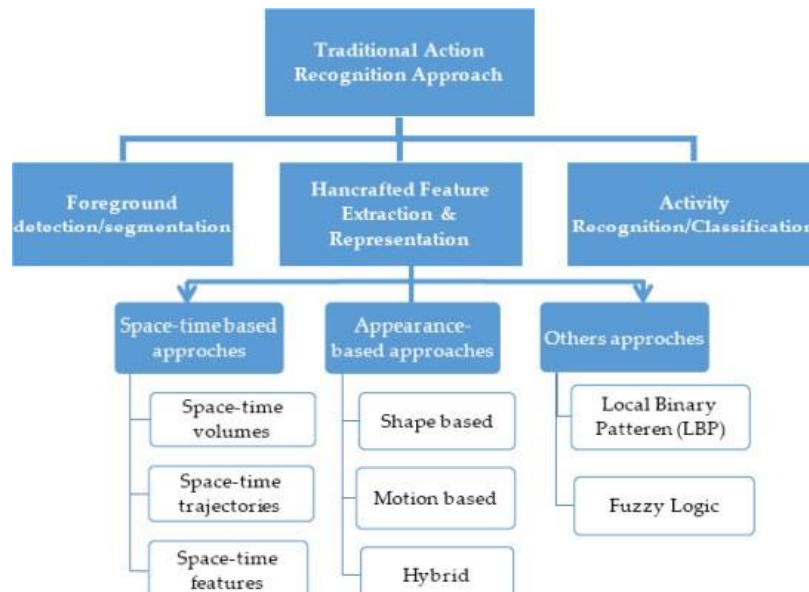 Traditional Action
Recognition Approach
Foreground
detection/segmentation
Hancrafted Feature
Extraction &
Representation
Activity
Recognition/Classification
Space-time based
approches
Appearance-
based approaches
Others approches
Space-time
volumes
Space-time
trajectories
Space-time
features
Shape based
Motion based
Hybrid
Local Binary
Patteren (LBP)
Fuzzy Logic